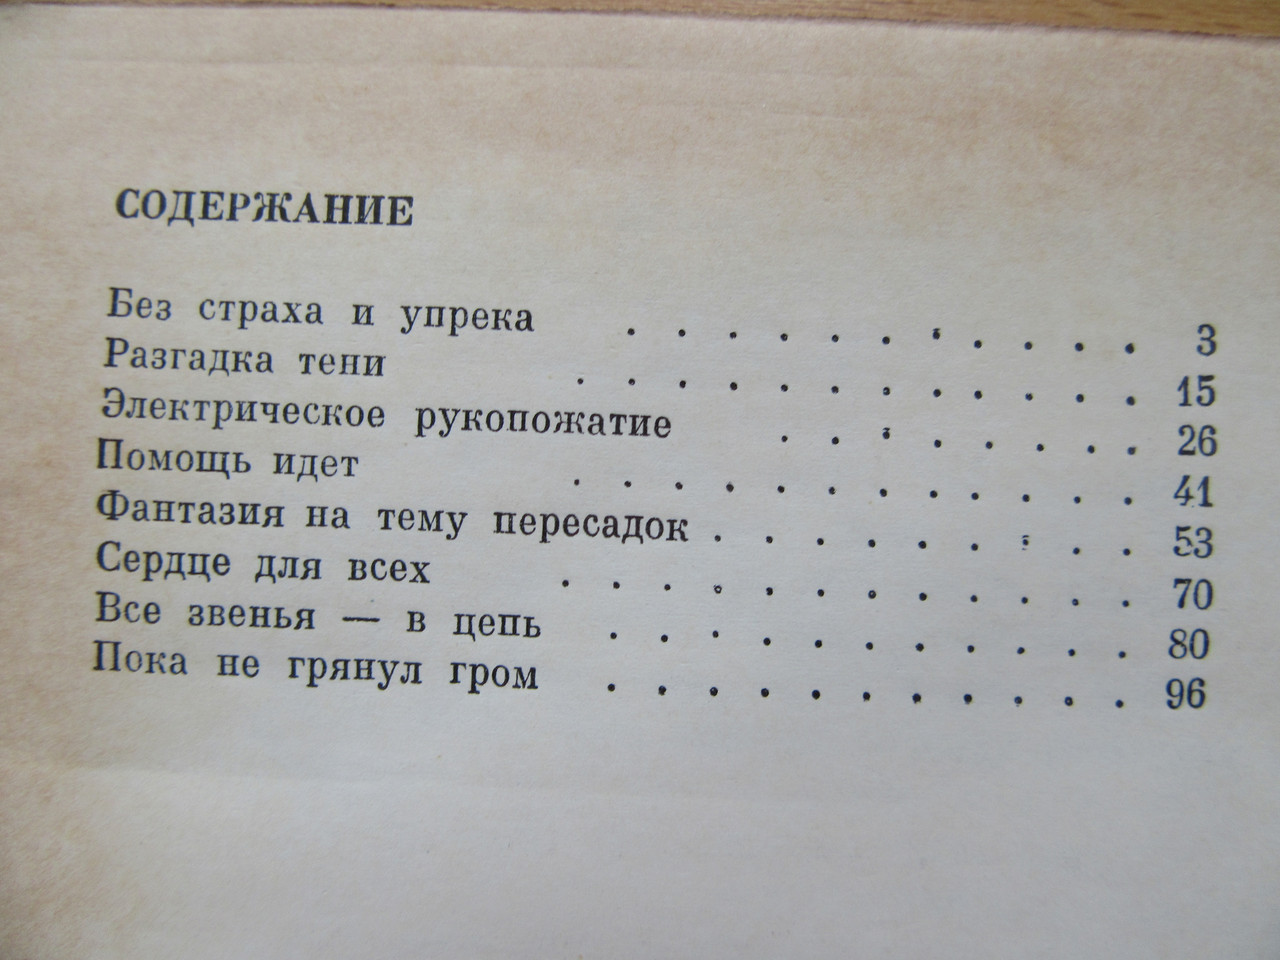 СОДЕРЖАНИЕ
Без страха и упрека . . . . . . . . . . . 3
Разгадка тени . . . . . . . . . . . . 15
Электрическое рукопожатие . . . . . . . . 26
Помощь идет . . . . . . . . . . . . 41
Фантазия на тему пересадок . . . . . . . . . 53
Сердце для всех . . . . . . . . . . . . 70
Все звенья — в цепь . . . . . . . . . . . 80
Пока не грянул гром . . . . . . . . . . . 96